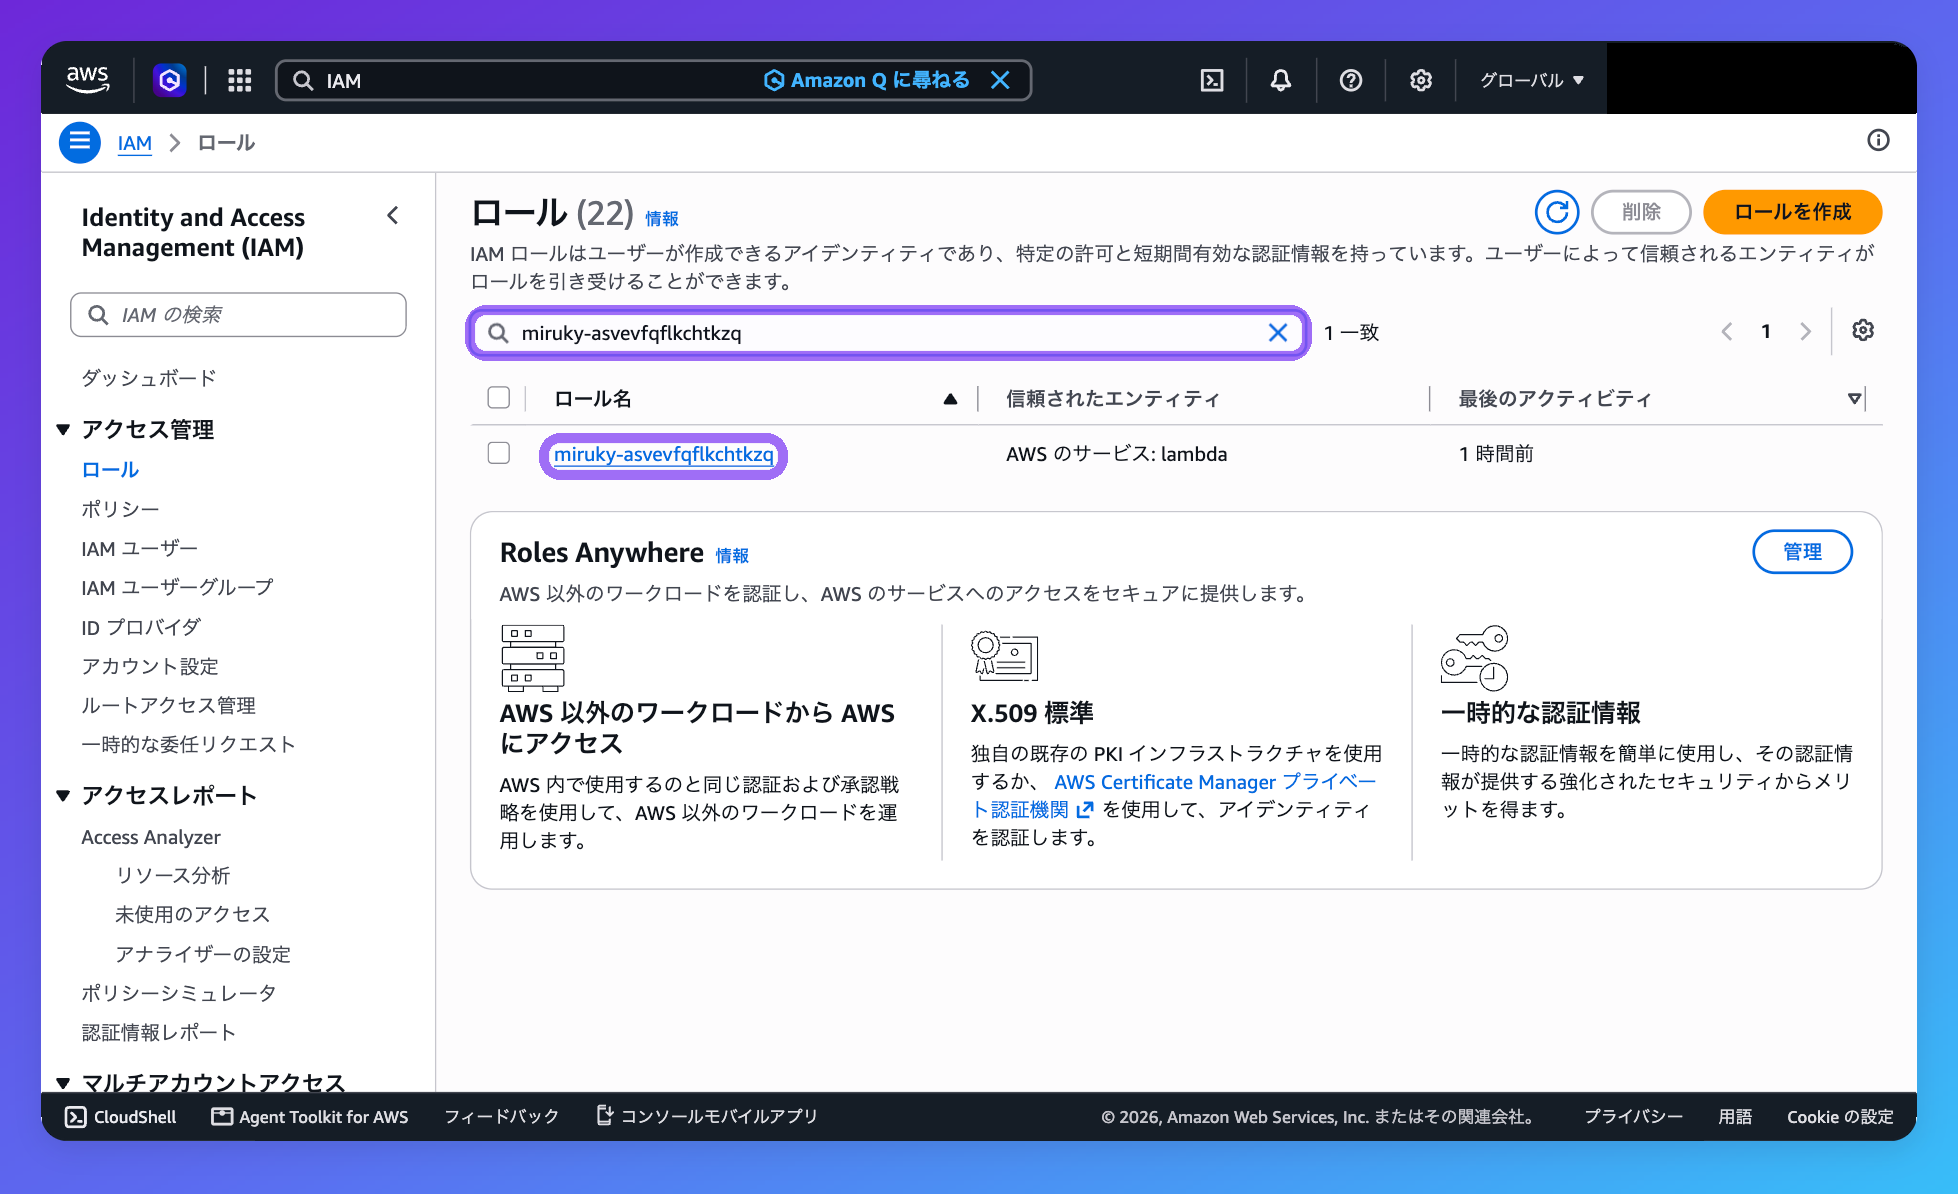 aws
IAM
Amazon Q に尋ねる
グローバル
IAM
ロール
Identity and Access
Management (IAM)
IAM の検索
ダッシュボード
アクセス管理
ロール
ポリシー
IAM ユーザー
IAM ユーザーグループ
ID プロバイダ
アカウント設定
ルートアクセス管理
一時的な委任リクエスト
アクセスレポート
Access Analyzer
リソース分析
未使用のアクセス
アナライザーの設定
ポリシーシミュレータ
認証情報レポート
マルチアカウントアクセス
ロール (22) 情報
削除
ロールを作成
IAM ロールはユーザーが作成できるアイデンティティであり、特定の許可と短期間有効な認証情報を持っています。ユーザーによって信頼されるエンティティが
ロールを引き受けることができます。
miruky-asvevfqflkchtkzq
1 一致
1
ロール名
信頼されたエンティティ
最後のアクティビティ
miruky-asvevfqflkchtkzq
AWS のサービス: lambda
1 時間前
Roles Anywhere 情報
管理
AWS 以外のワークロードを認証し、AWS のサービスへのアクセスをセキュアに提供します。
AWS 以外のワークロードから AWS
にアクセス
AWS 内で使用するのと同じ認証および承認戦
略を使用して、AWS 以外のワークロードを運
用します。
X.509 標準
独自の既存の PKI インフラストラクチャを使用
するか、 AWS Certificate Manager プライベー
ト認証機関 を使用して、アイデンティティ
を認証します。
一時的な認証情報
一時的な認証情報を簡単に使用し、その認証情
報が提供する強化されたセキュリティからメリ
ットを得ます。
CloudShell
Agent Toolkit for AWS
フィードバック
コンソールモバイルアプリ
© 2026, Amazon Web Services, Inc. またはその関連会社。
プライバシー
用語
Cookie の設定